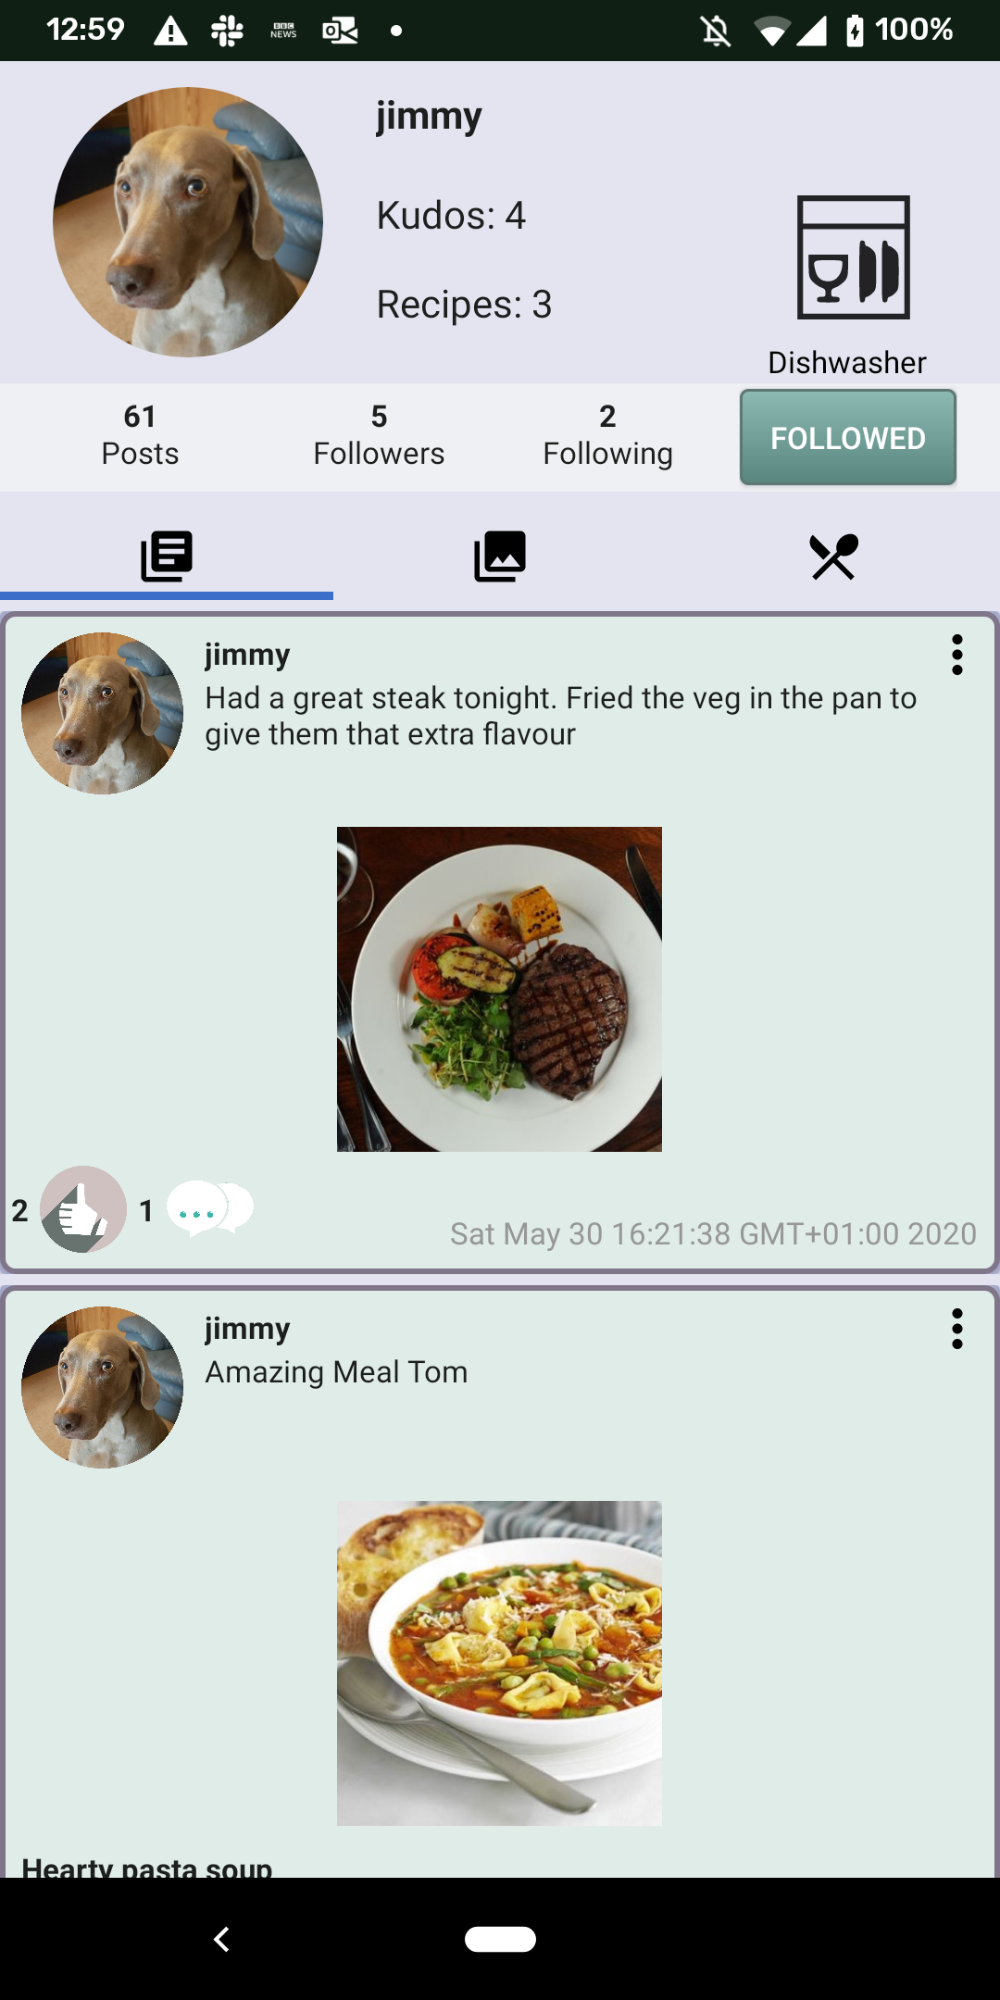 12:59 BBC NEWS 100%
jimmy
Kudos: 4
Recipes: 3
Dishwasher
61 5 2
Posts Followers Following FOLLOWED
jimmy
Had a great steak tonight. Fried the veg in the pan to
give them that extra flavour
2 1
Sat May 30 16:21:38 GMT+01:00 2020
jimmy
Amazing Meal Tom
Hearty pasta soup